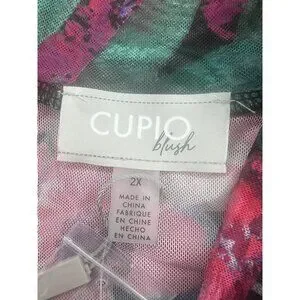 CUPIO
blush
2X
MADE IN
CHINA
FABRIQUE
EN CHINE
HECHO
EN CHINA